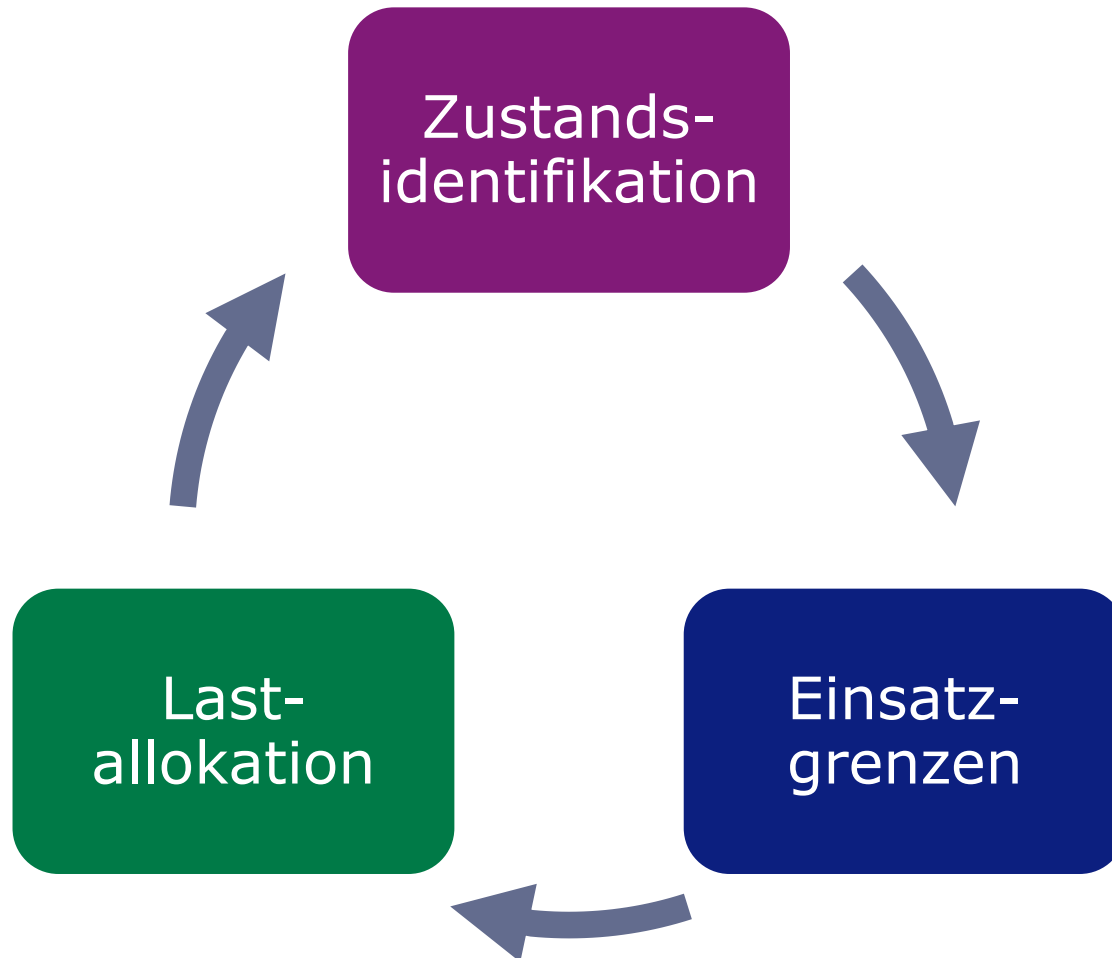 Zustands-
identifikation
Last-
allokation
Einsatz-
grenzen